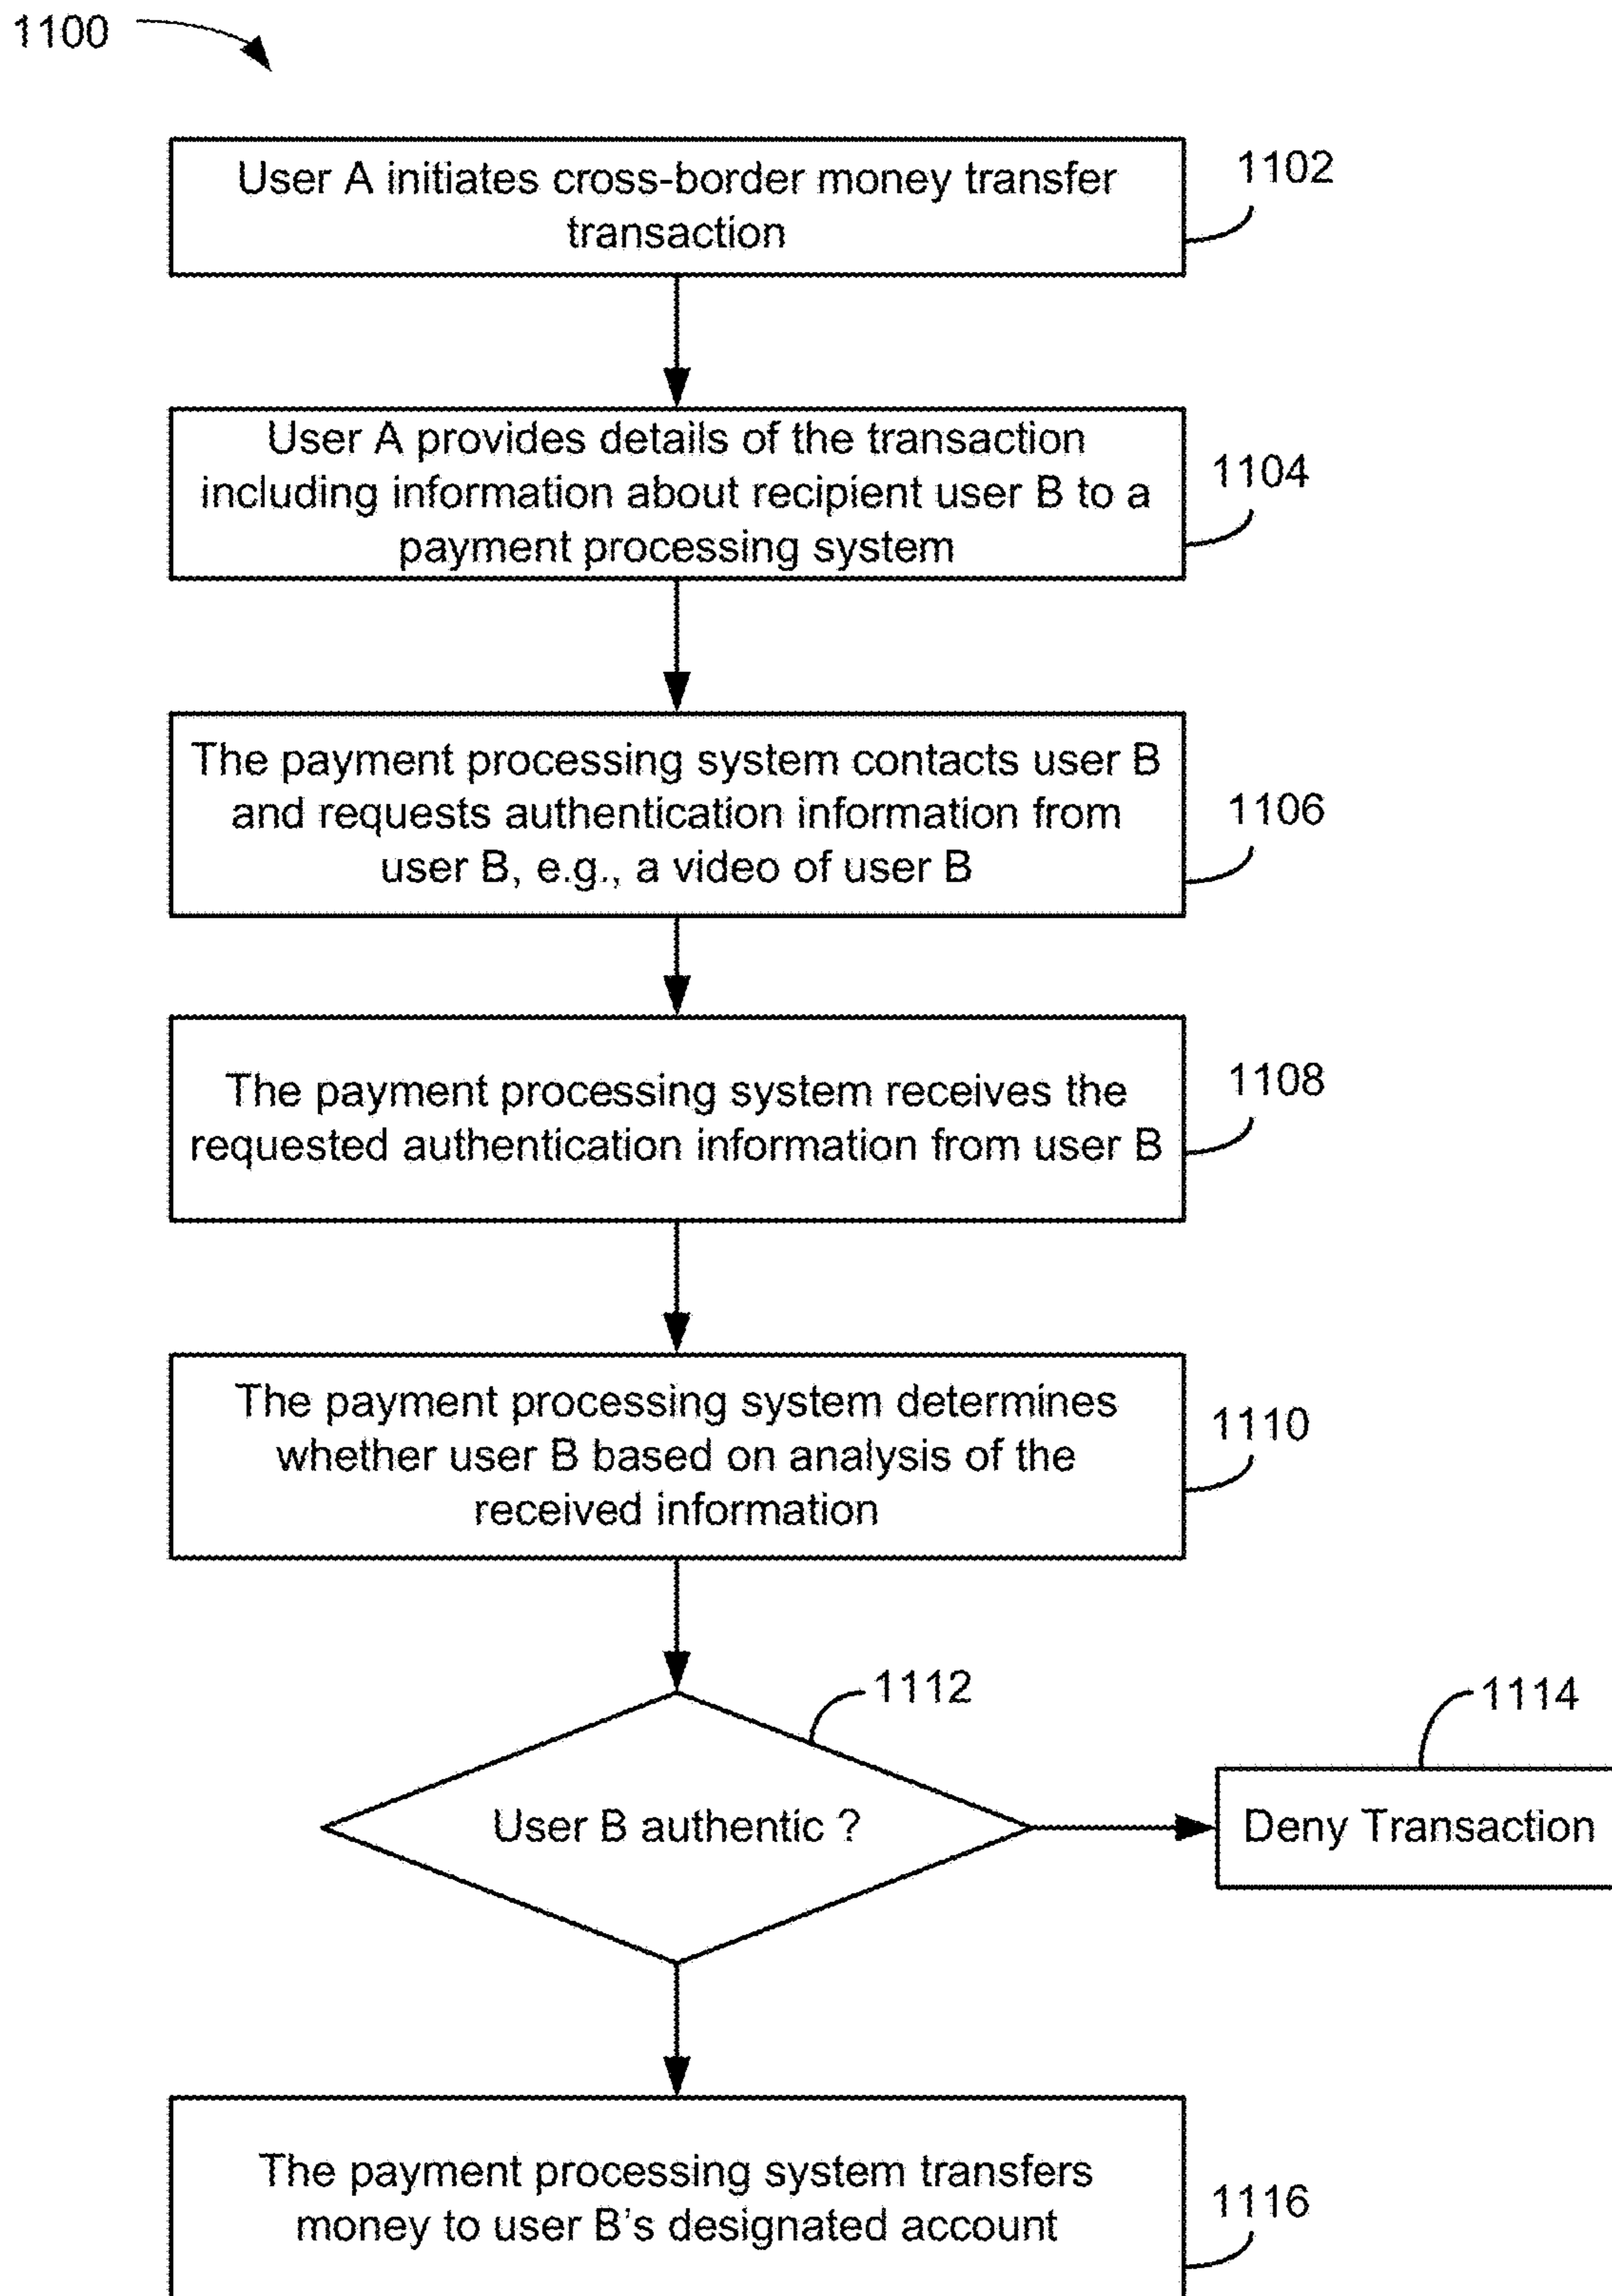 1100
User A initiates cross-border money transfer
transaction
1102
User A provides details of the transaction
including information about recipient user B to a
payment processing system
1104
The payment processing system contacts user B
and requests authentication information from
user B, e.g., a video of user B
1106
The payment processing system receives the
requested authentication information from user B
1108
The payment processing system determines
whether user B based on analysis of the
received information
1110
1112
User B authentic ?
1114
Deny Transaction
The payment processing system transfers
money to user B's designated account
1116